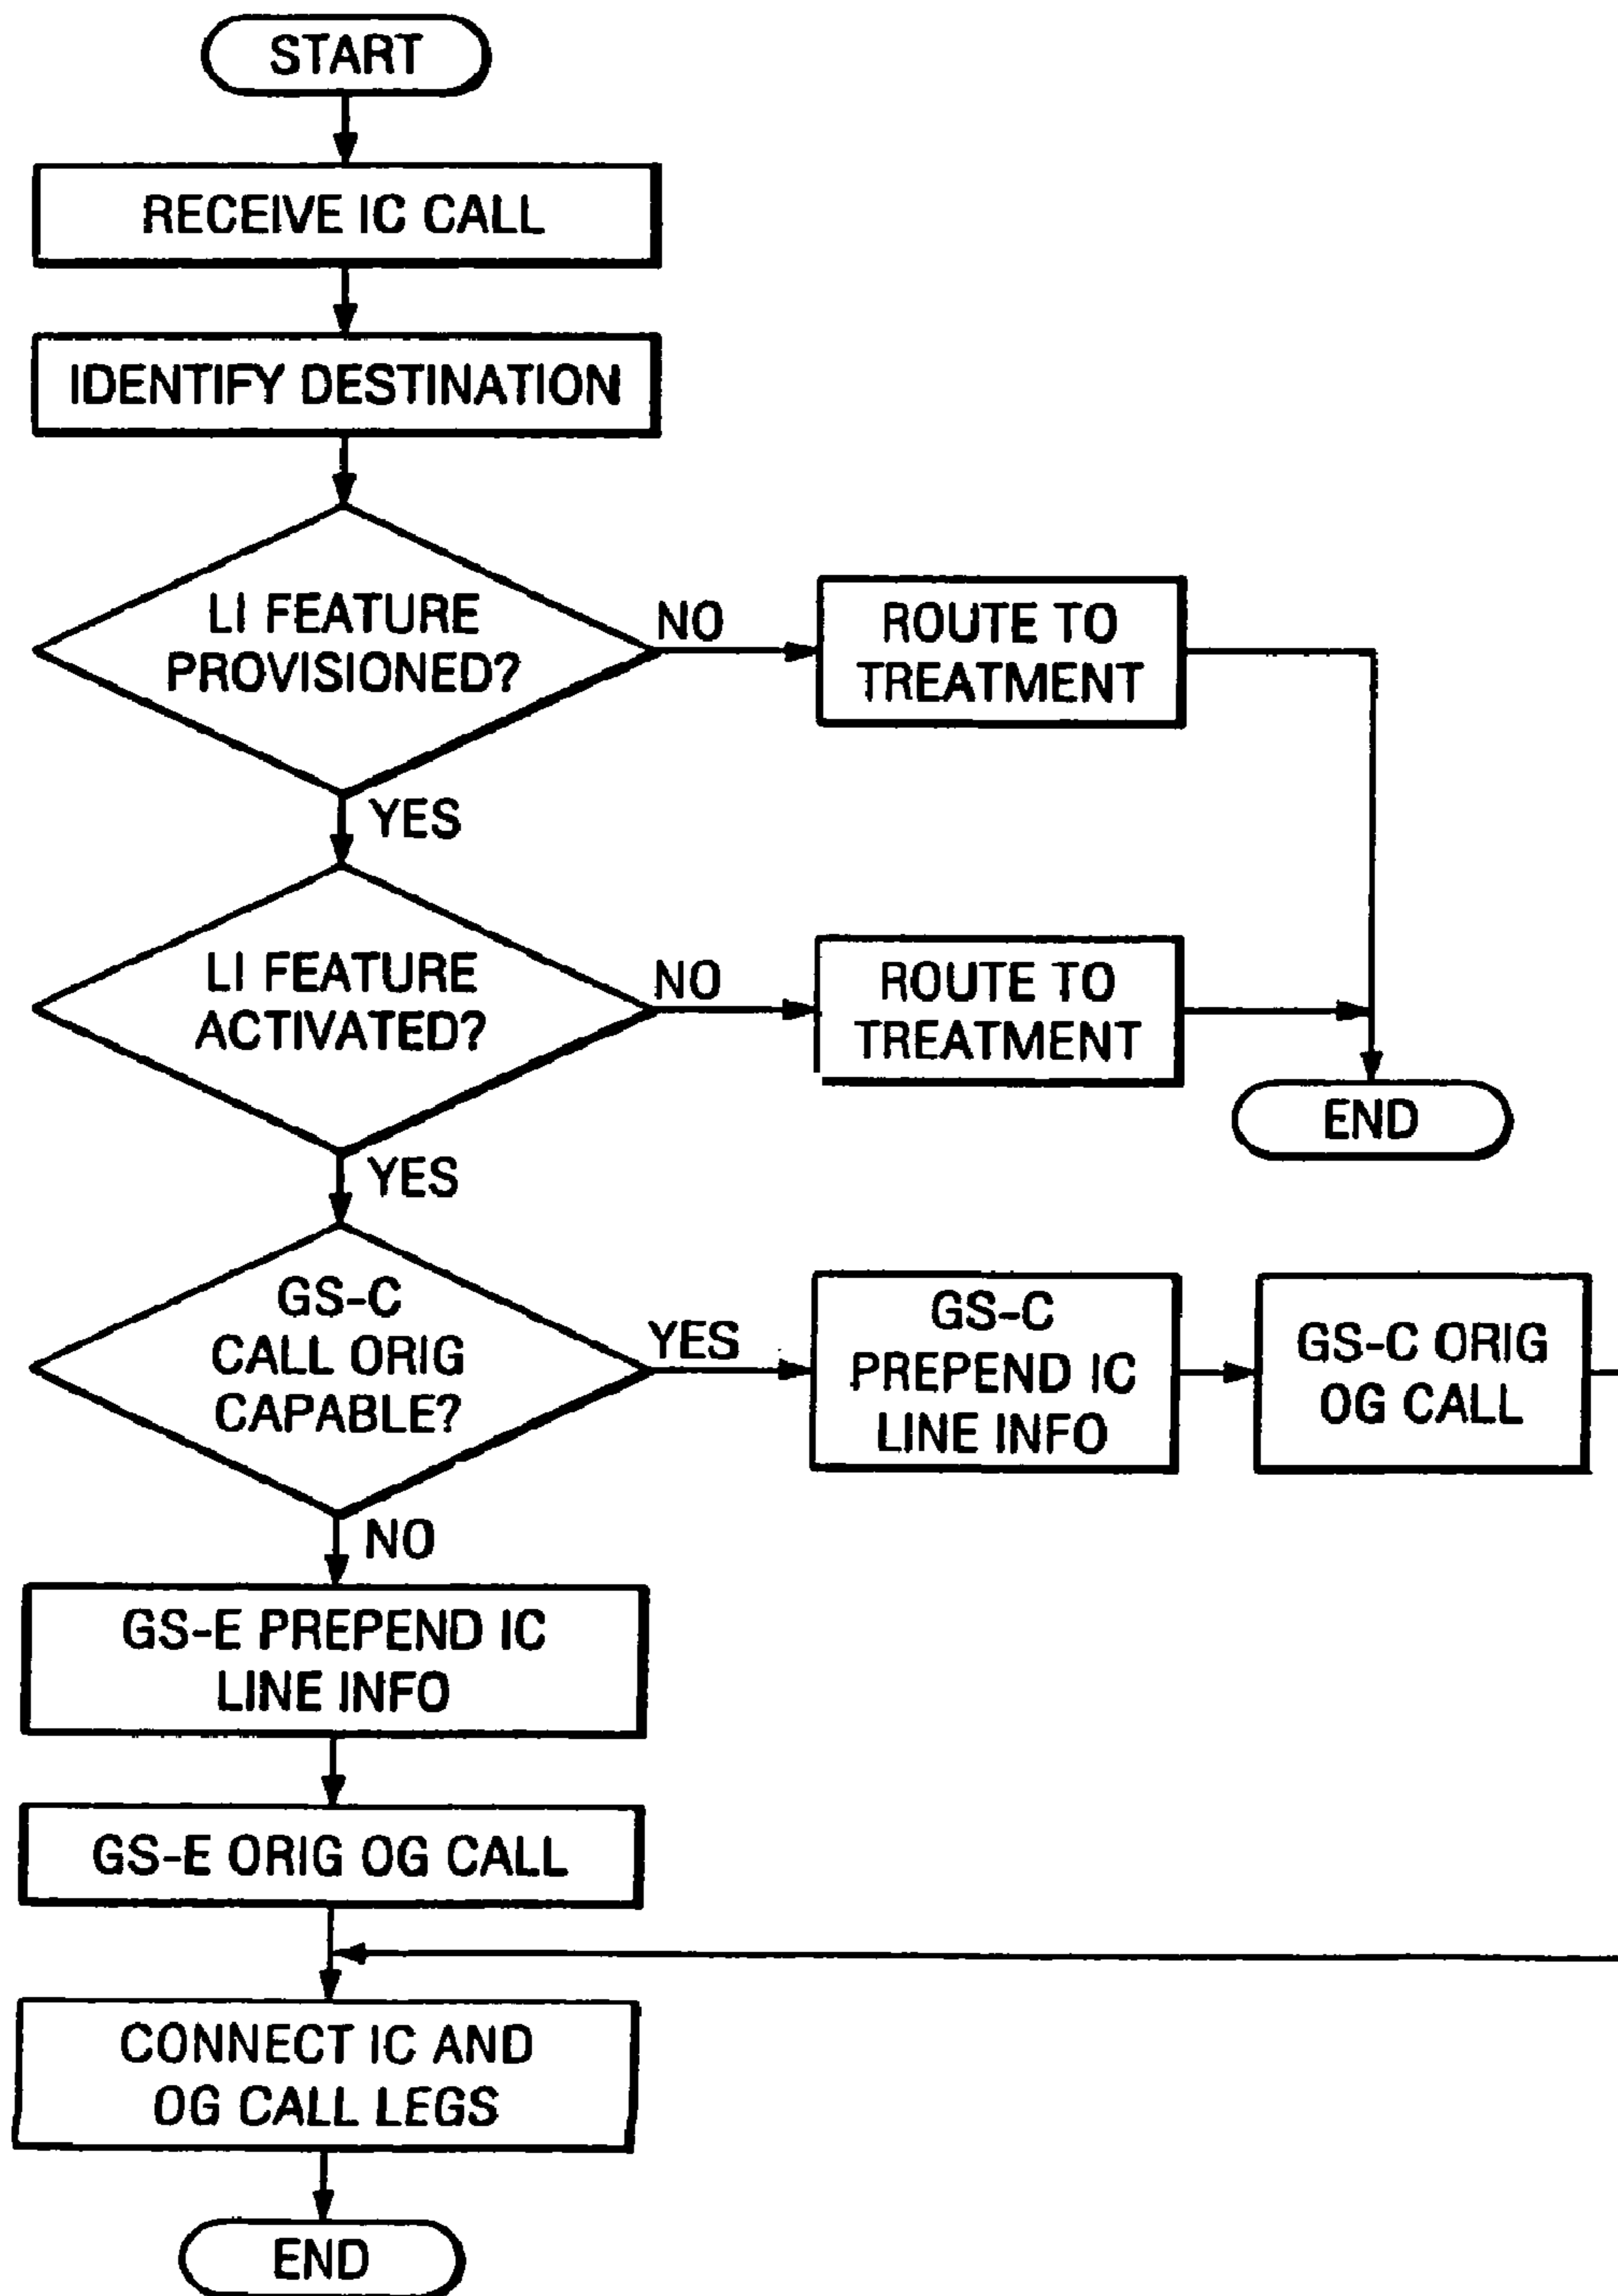 START
RECEIVE IC CALL
IDENTIFY DESTINATION
LI FEATURE
PROVISIONED?
NO
ROUTE TO
TREATMENT
YES
LI FEATURE
ACTIVATED?
NO
ROUTE TO
TREATMENT
END
YES
GS-C
CALL ORIG
CAPABLE?
YES
GS-C
PREPEND IC
LINE INFO
GS-C ORIG
OG CALL
NO
GS-E PREPEND IC
LINE INFO
GS-E ORIG OG CALL
CONNECT IC AND
OG CALL LEGS
END